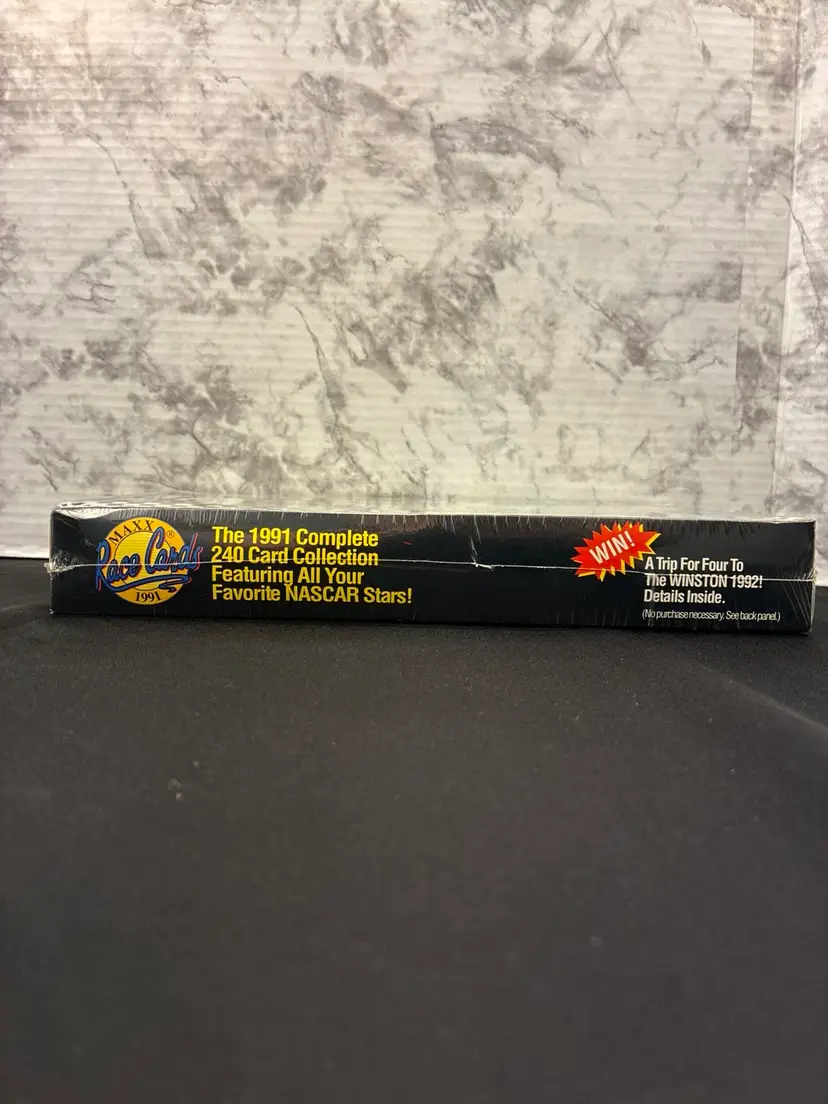 MAXX ®
Race Cards
1991
The 1991 Complete
240 Card Collection
Featuring All Your
Favorite NASCAR Stars!
WIN!
A Trip For Four To
The WINSTON 1992!
Details Inside.
(No purchase necessary. See back panel.)